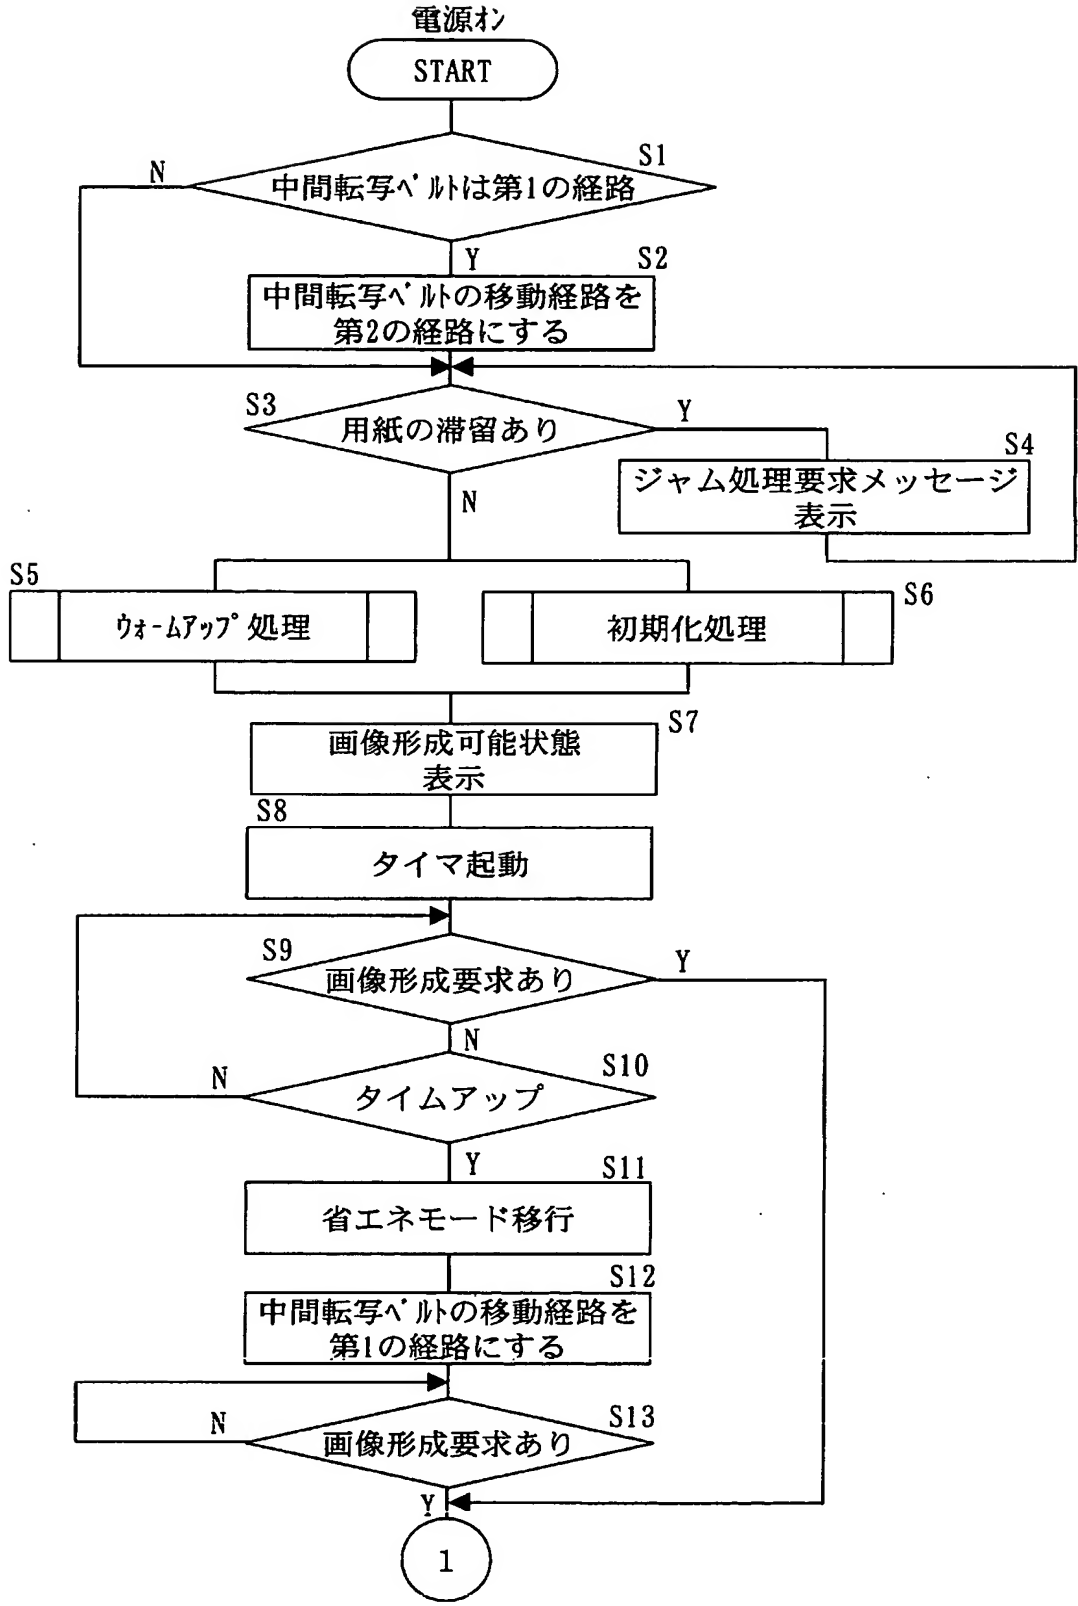 電源ｵﾝ
START
S1
N
中間転写ﾍﾞﾙﾄは第1の経路
Y
S2
中間転写ﾍﾞﾙﾄの移動経路を
第2の経路にする
S3
用紙の滞留あり
Y
S4
ジャム処理要求メッセージ
表示
N
S5
ｳｫｰﾑｱｯﾌﾟ処理
S6
初期化処理
S7
画像形成可能状態
表示
S8
タイマ起動
S9
画像形成要求あり
Y
N
S10
N
タイムアップ
Y
S11
省エネモード移行
S12
中間転写ﾍﾞﾙﾄの移動経路を
第1の経路にする
S13
N
画像形成要求あり
Y
1